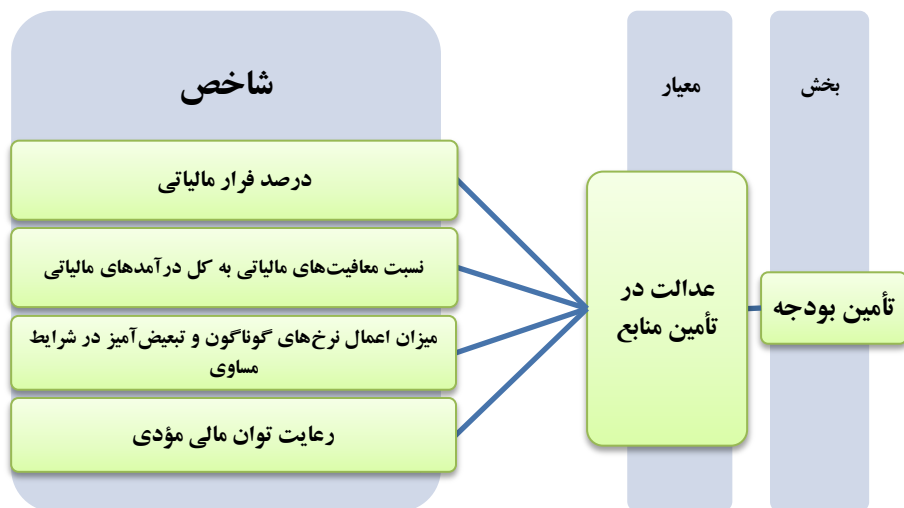 بخش
معیار
شاخص
تأمین بودجه
عدالت در
تأمین منابع
درصد فرار مالیاتی
نسبت معافیت‌های مالیاتی به کل درآمدهای مالیاتی
میزان اعمال نرخ‌های گوناگون و تبعیض‌آمیز در شرایط
مساوی
رعایت توان مالی مؤدی